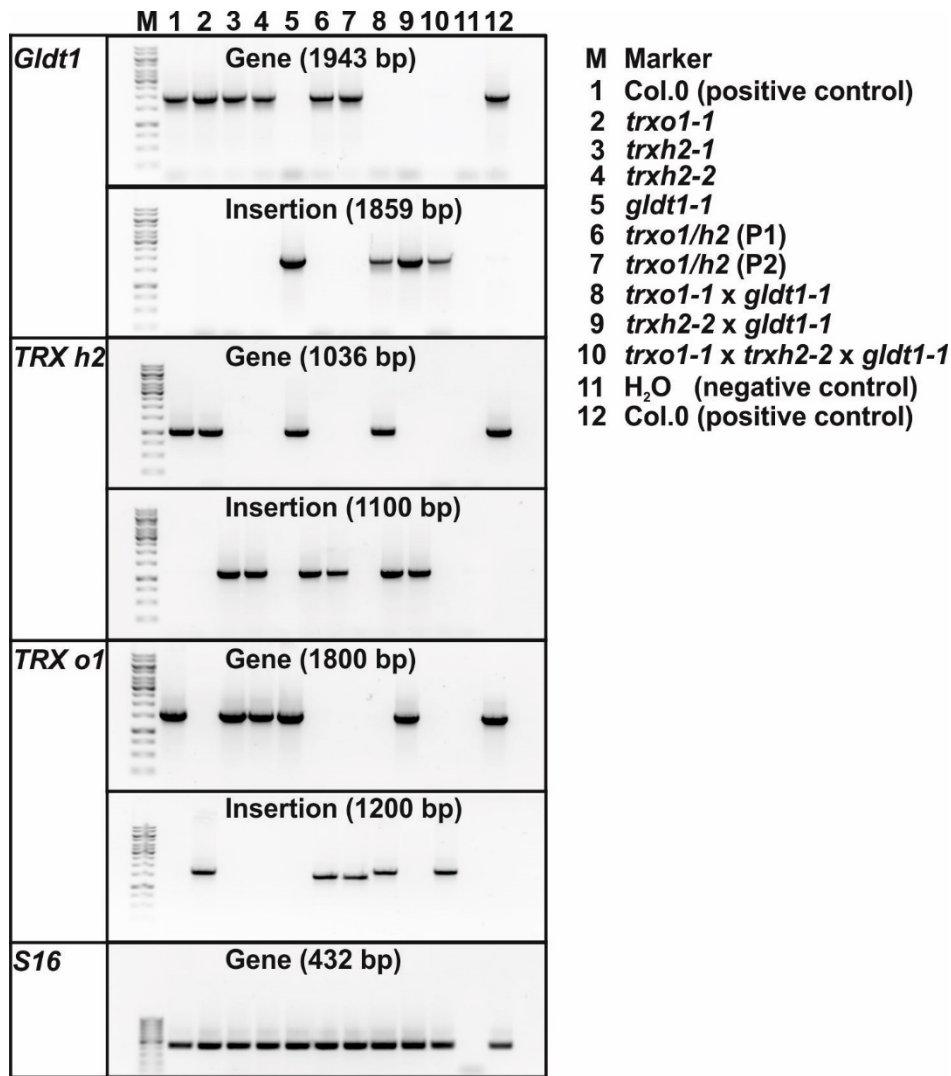 M 1 2 3 4 5 6 7 8 9 10 11 12
Gldt1
Gene (1943 bp)
Insertion (1859 bp)
TRX h2
Gene (1036 bp)
Insertion (1100 bp)
TRX o1
Gene (1800 bp)
Insertion (1200 bp)
S16
Gene (432 bp)
M Marker
1 Col.0 (positive control)
2 trxo1-1
3 trxh2-1
4 trxh2-2
5 gldt1-1
6 trxo1/h2 (P1)
7 trxo1/h2 (P2)
8 trxo1-1 x gldt1-1
9 trxh2-2 x gldt1-1
10 trxo1-1 x trxh2-2 x gldt1-1
11 H₂O (negative control)
12 Col.0 (positive control)